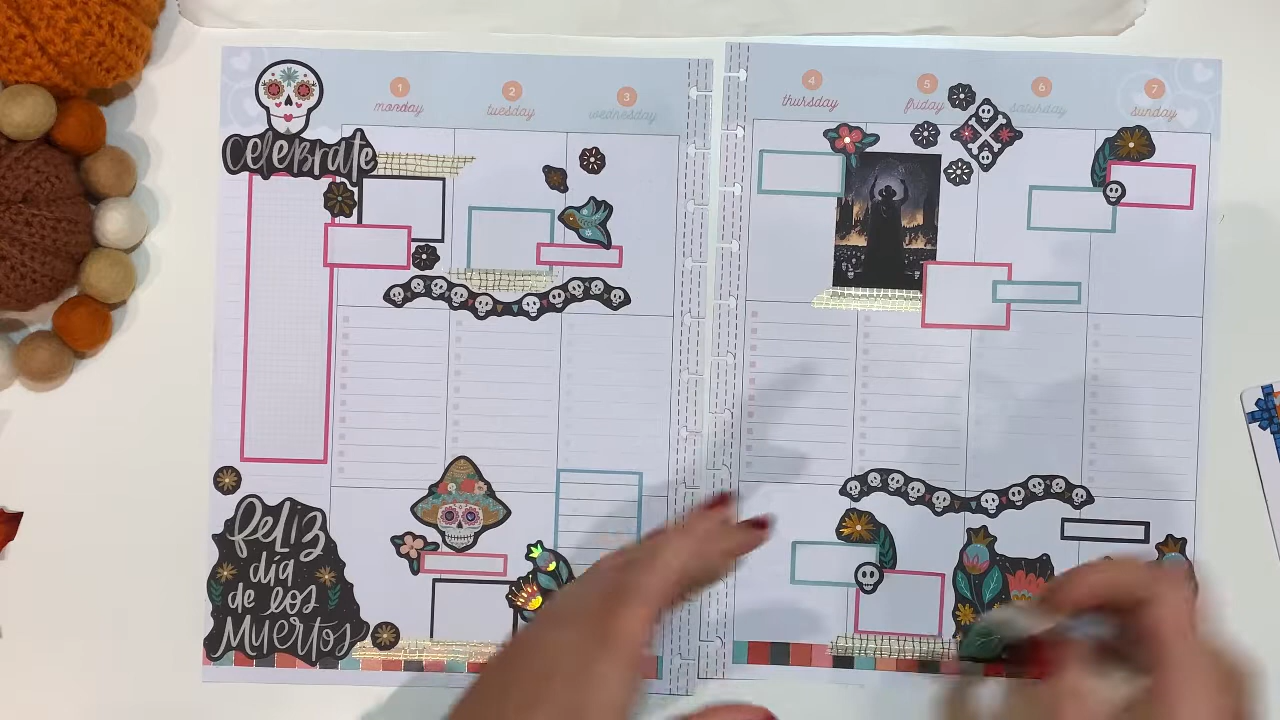 1
monday
2
tuesday
3
wednesday
4
thursday
5
friday
6
saturday
7
sunday
celebrate
feliz
día
de los
muertos